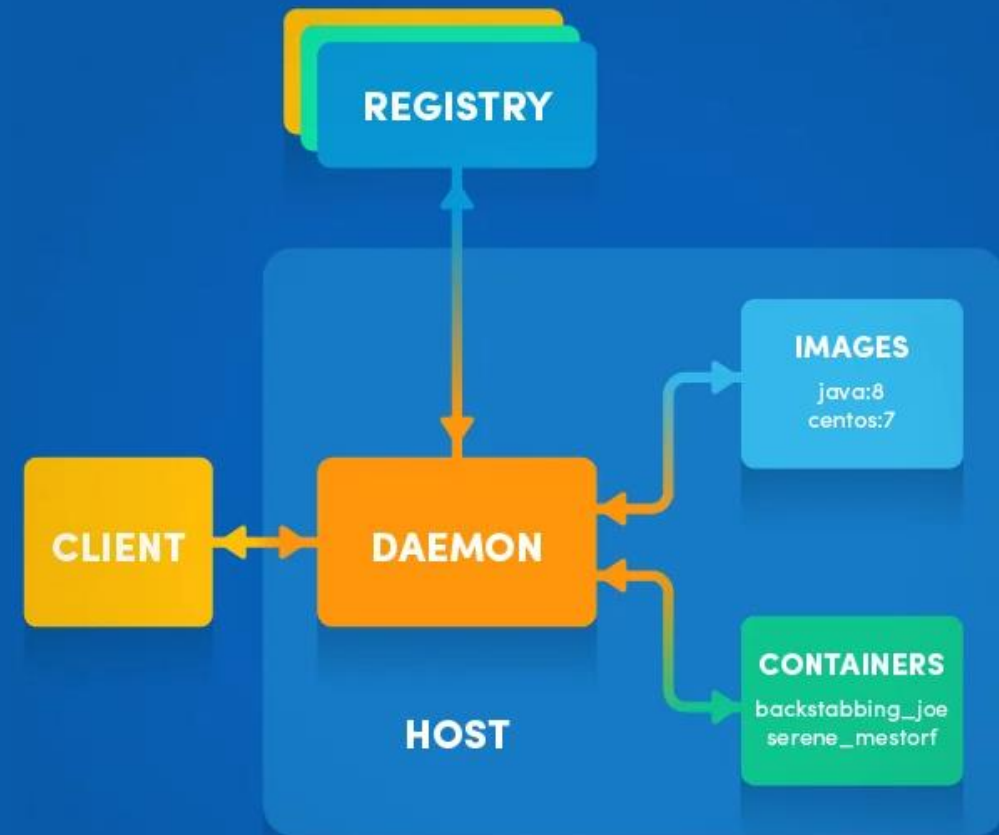 REGISTRY
IMAGES
java:8
centos:7
CLIENT
DAEMON
CONTAINERS
backstabbing_joe
serene_mestorf
HOST